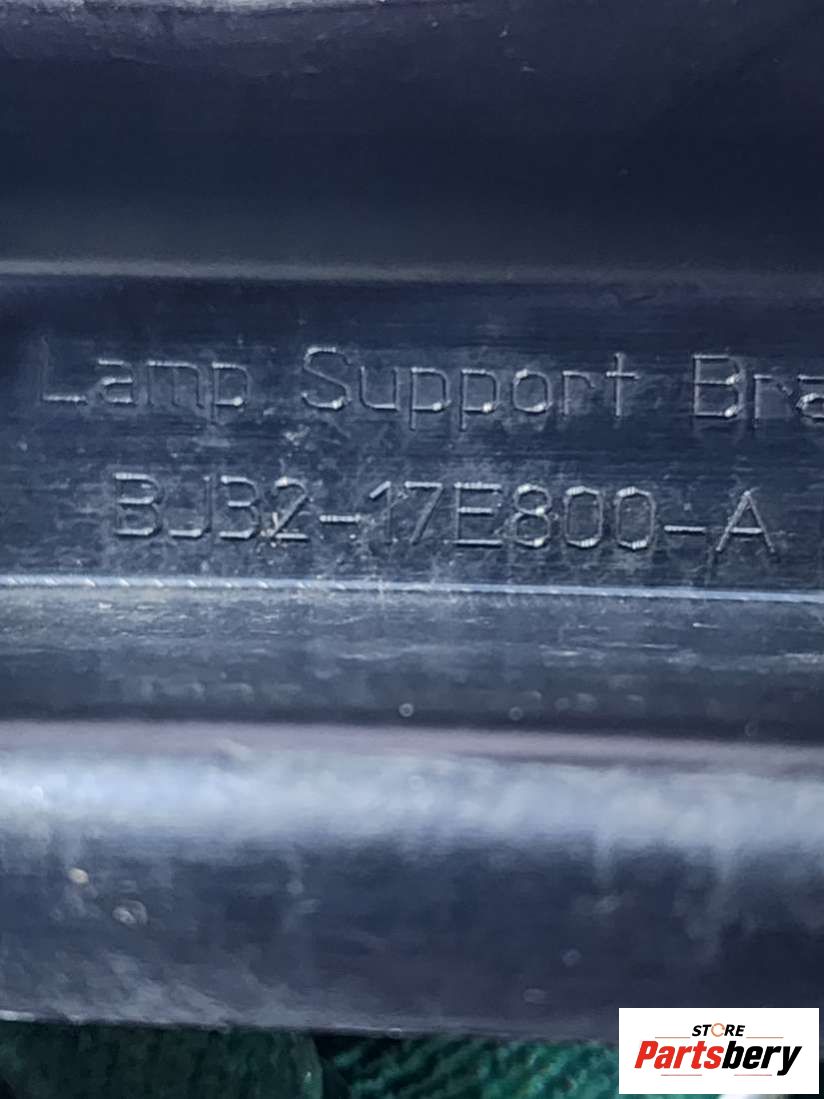 Lamp Support Bra
BJ32-17E800-A
STORE
Partsbery